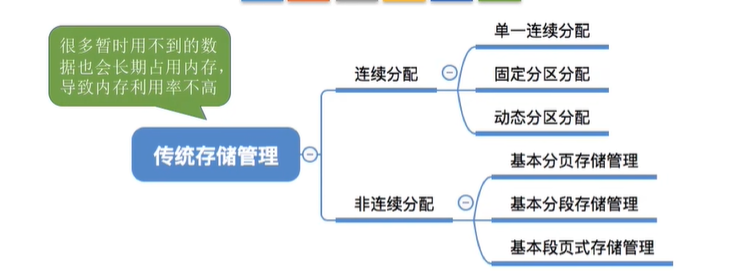 很多暂时用不到的数
据也会长期占用内存，
导致内存利用率不高
传统存储管理
连续分配
单一连续分配
固定分区分配
动态分区分配
非连续分配
基本分页存储管理
基本分段存储管理
基本段页式存储管理